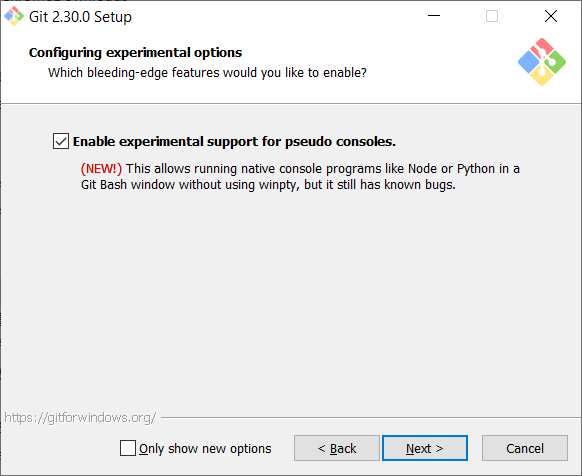 Git 2.30.0 Setup
Configuring experimental options
Which bleeding-edge features would you like to enable?
Enable experimental support for pseudo consoles.
(NEW!) This allows running native console programs like Node or Python in a
Git Bash window without using winpty, but it still has known bugs.
https://gitforwindows.org/
Only show new options
< Back
Next >
Cancel